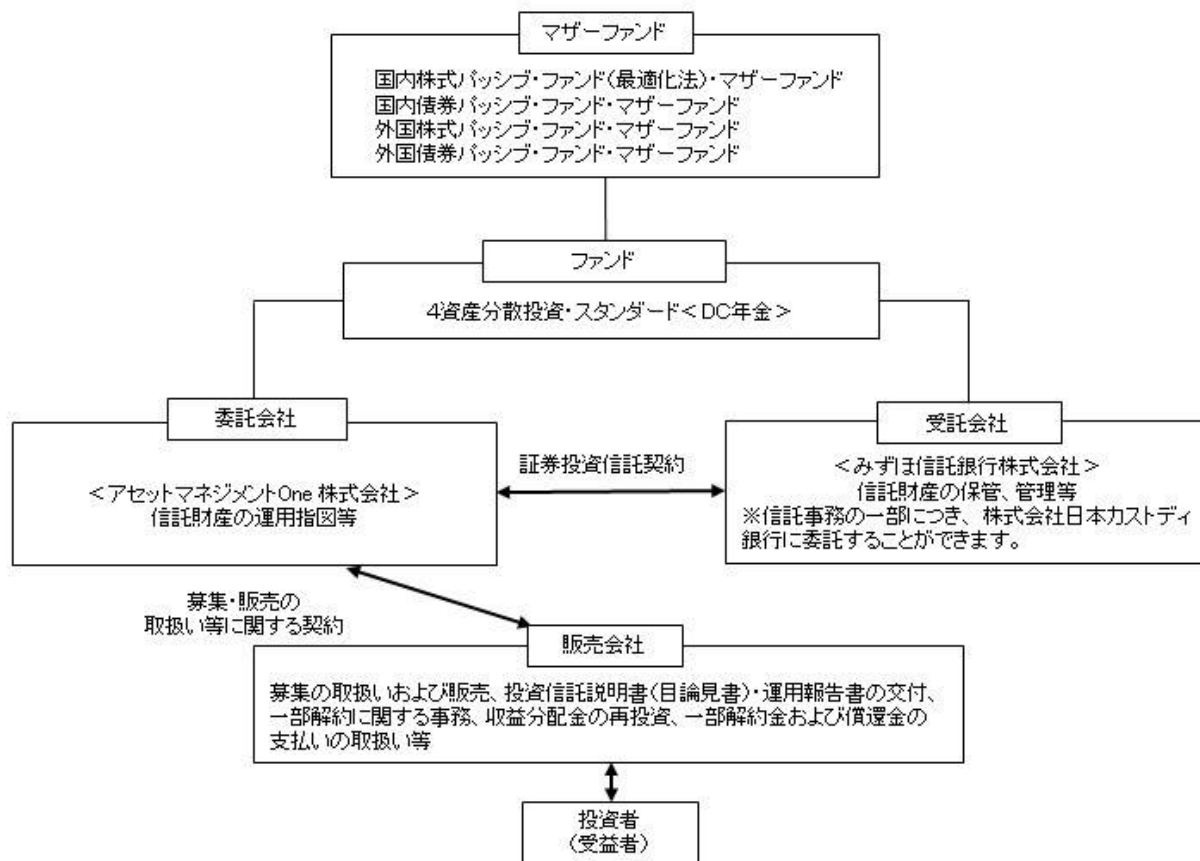 マザーファンド
国内株式パッシブ・ファンド(最適化法)・マザーファンド
国内債券パッシブ・ファンド・マザーファンド
外国株式パッシブ・ファンド・マザーファンド
外国債券パッシブ・ファンド・マザーファンド
ファンド
4資産分散投資・スタンダード<DC年金>
委託会社
<アセットマネジメントOne 株式会社>
信託財産の運用指図等
証券投資信託契約
受託会社
<みずほ信託銀行株式会社>
信託財産の保管、管理等
※信託事務の一部につき、株式会社日本カストディ
銀行に委託することができます。
募集・販売の
取扱い等に関する契約
販売会社
募集の取扱いおよび販売、投資信託説明書(目論見書)・運用報告書の交付、
一部解約に関する事務、収益分配金の再投資、一部解約金および償還金の
支払いの取扱い等
投資者
(受益者)